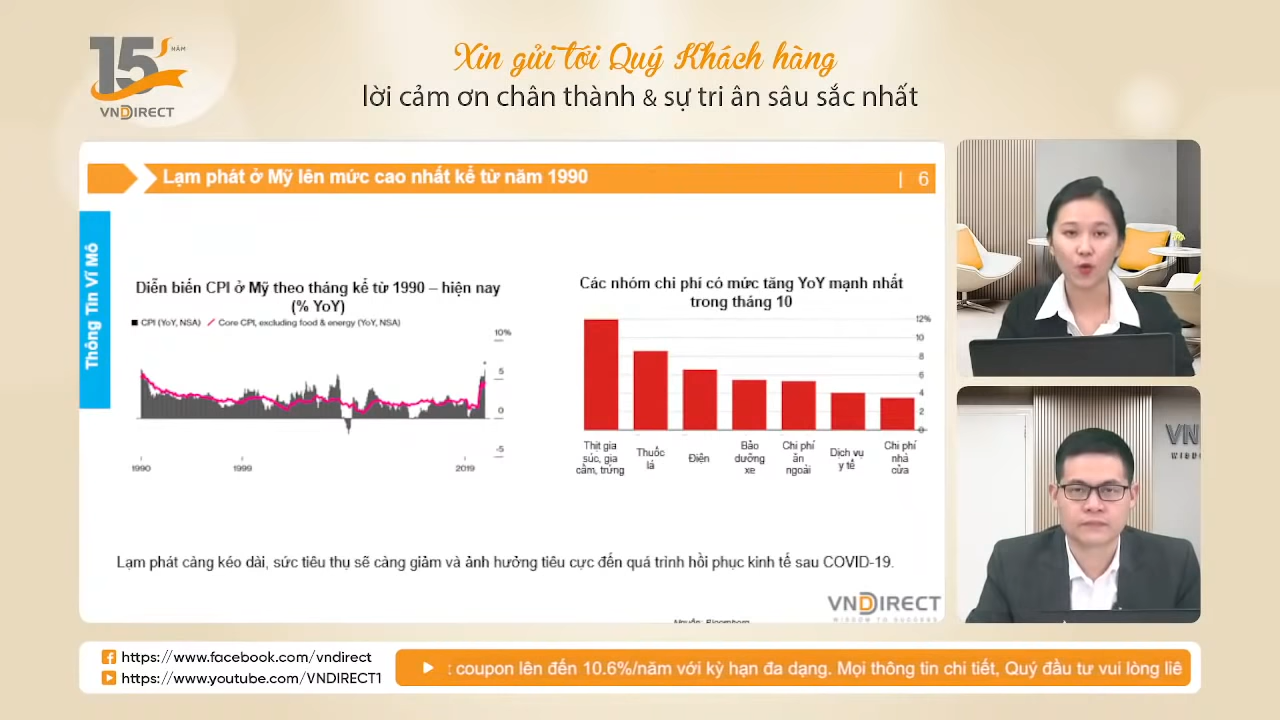 15 NĂM
VNDIRECT
Xin gửi tới Quý Khách hàng
lời cảm ơn chân thành & sự tri ân sâu sắc nhất
Lạm phát ở Mỹ lên mức cao nhất kể từ năm 1990 | 6
Thông Tin Vĩ Mô
Diễn biến CPI ở Mỹ theo tháng kể từ 1990 – hiện nay
(% YoY)
CPI (YoY, NSA) Core CPI, excluding food & energy (YoY, NSA)
10%
5
0
-5
1990 1999 2019
Các nhóm chi phí có mức tăng YoY mạnh nhất
trong tháng 10
12%
10
8
6
4
2
0
Thịt gia súc, gia cầm, trứng
Thuốc lá
Điện
Bảo dưỡng xe
Chi phí ăn ngoài
Dịch vụ y tế
Chi phí nhà cửa
Lạm phát càng kéo dài, sức tiêu thụ sẽ càng giảm và ảnh hưởng tiêu cực đến quá trình hồi phục kinh tế sau COVID-19.
VNDIRECT
WISDOM TO SUCCESS
Nguồn: Bloomberg
VN
WISDO
https://www.facebook.com/vndirect
https://www.youtube.com/VNDIRECT1
coupon lên đến 10.6%/năm với kỳ hạn đa dạng. Mọi thông tin chi tiết, Quý đầu tư vui lòng liê